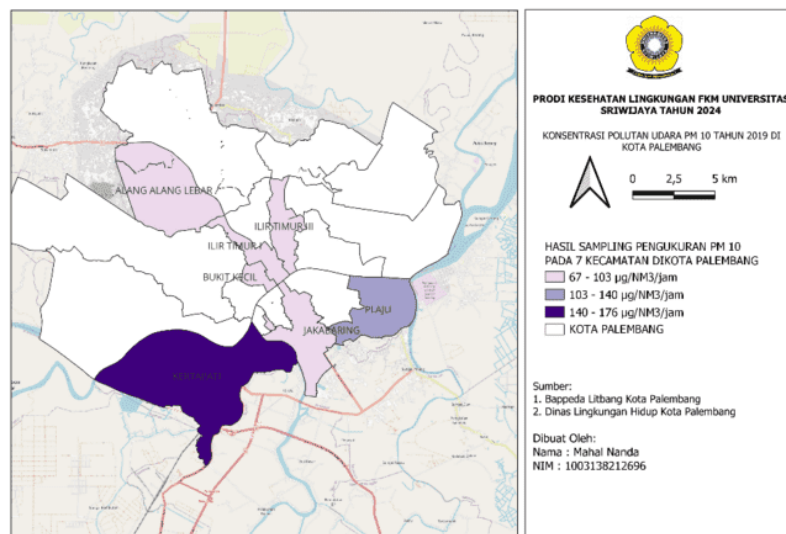 ALANG ALANG LEBAR
ILIR TIMUR III
ILIR TIMUR I
BUKIT KECIL
PLAJU
JAKABARING
KERTAPATI
PRODI KESEHATAN LINGKUNGAN FKM UNIVERSITAS
SRIWIJAYA TAHUN 2024
KONSENTRASI POLUTAN UDARA PM 10 TAHUN 2019 DI
KOTA PALEMBANG
0 2,5 5 km
HASIL SAMPLING PENGUKURAN PM 10
PADA 7 KECAMATAN DIKOTA PALEMBANG
67 - 103 µg/NM3/jam
103 - 140 µg/NM3/jam
140 - 176 µg/NM3/jam
KOTA PALEMBANG
Sumber:
1. Bappeda Litbang Kota Palembang
2. Dinas Lingkungan Hidup Kota Palembang
Dibuat Oleh:
Nama : Mahal Nanda
NIM : 1003138212696